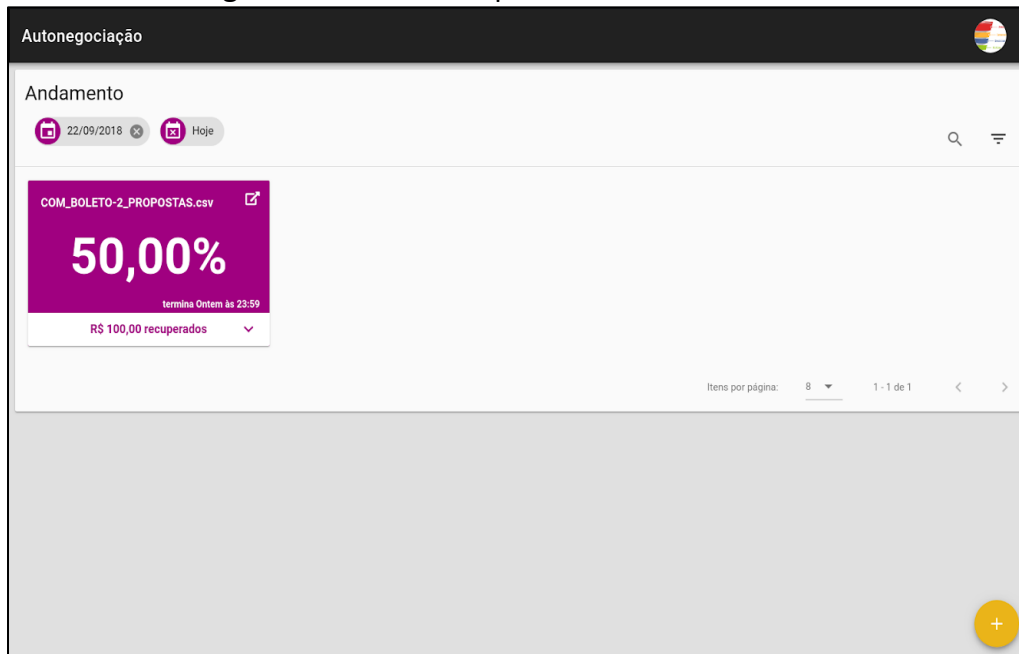 Autonegociação
Andamento
22/09/2018
Hoje
COM_BOLETO-2_PROPOSTAS.csv
50,00%
termina Ontem às 23:59
R$ 100,00 recuperados
Itens por página: 8 1 - 1 de 1